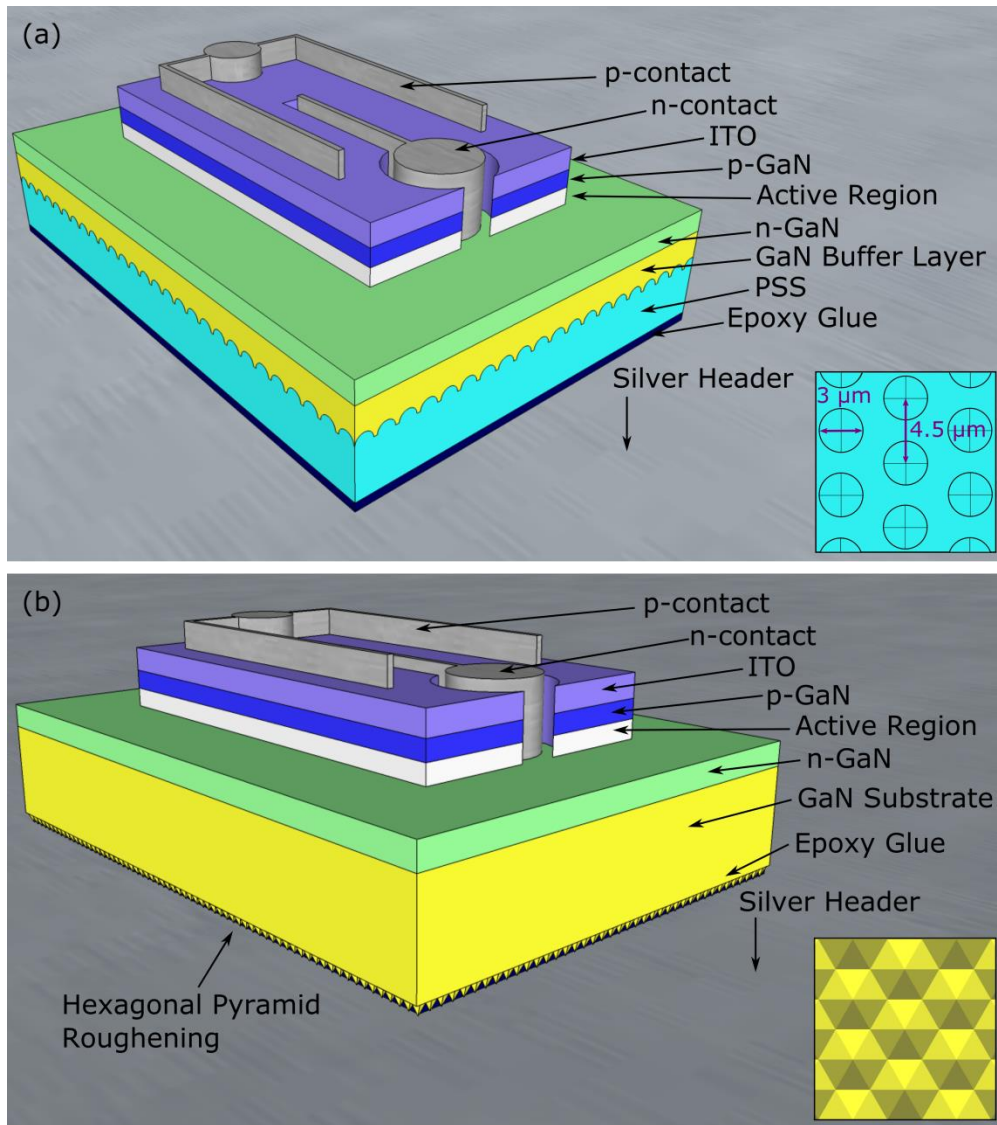 (a)
p-contact
n-contact
ITO
p-GaN
Active Region
n-GaN
GaN Buffer Layer
PSS
Epoxy Glue
Silver Header
3 μm
4.5 μm
(b)
p-contact
n-contact
ITO
p-GaN
Active Region
n-GaN
GaN Substrate
Epoxy Glue
Silver Header
Hexagonal Pyramid
Roughening